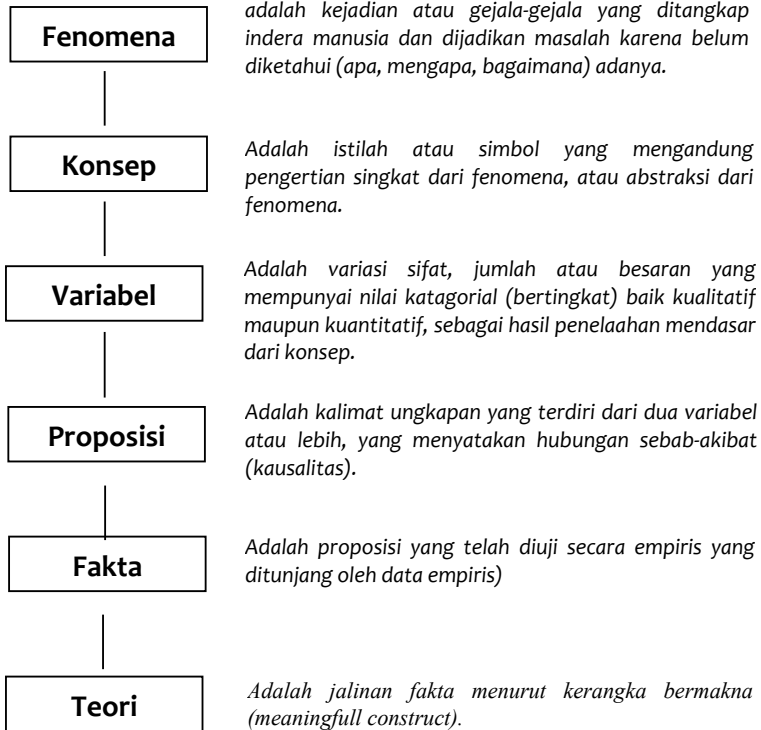 Fenomena
adalah kejadian atau gejala-gejala yang ditangkap
indera manusia dan dijadikan masalah karena belum
diketahui (apa, mengapa, bagaimana) adanya.
Konsep
Adalah istilah atau simbol yang mengandung
pengertian singkat dari fenomena, atau abstraksi dari
fenomena.
Variabel
Adalah variasi sifat, jumlah atau besaran yang
mempunyai nilai katagorial (bertingkat) baik kualitatif
maupun kuantitatif, sebagai hasil penelaahan mendasar
dari konsep.
Proposisi
Adalah kalimat ungkapan yang terdiri dari dua variabel
atau lebih, yang menyatakan hubungan sebab-akibat
(kausalitas).
Fakta
Adalah proposisi yang telah diuji secara empiris yang
ditunjang oleh data empiris)
Teori
Adalah jalinan fakta menurut kerangka bermakna
(meaningfull construct).